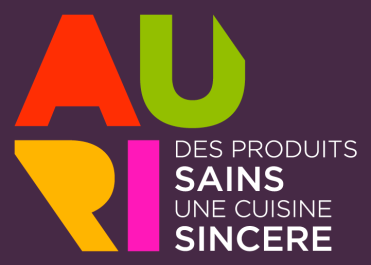 AU
RI
DES PRODUITS
SAINS
UNE CUISINE
SINCERE